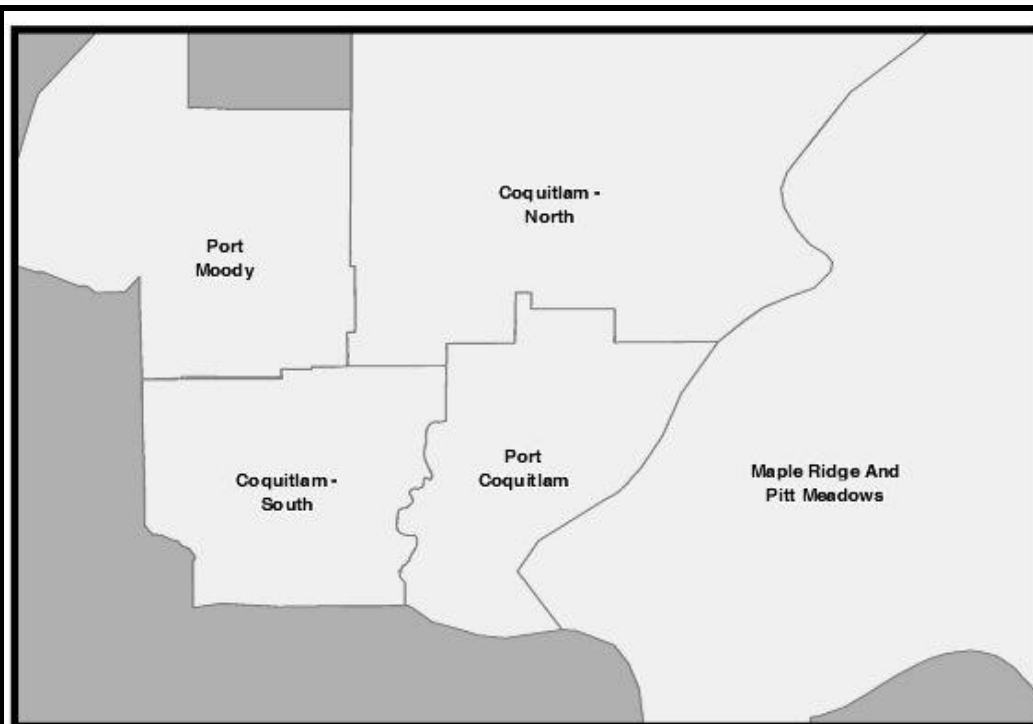 Coquitlam -
North
Port
Moody
Port
Coquitlam
Maple Ridge And
Pitt Meadows
Coquitlam -
South